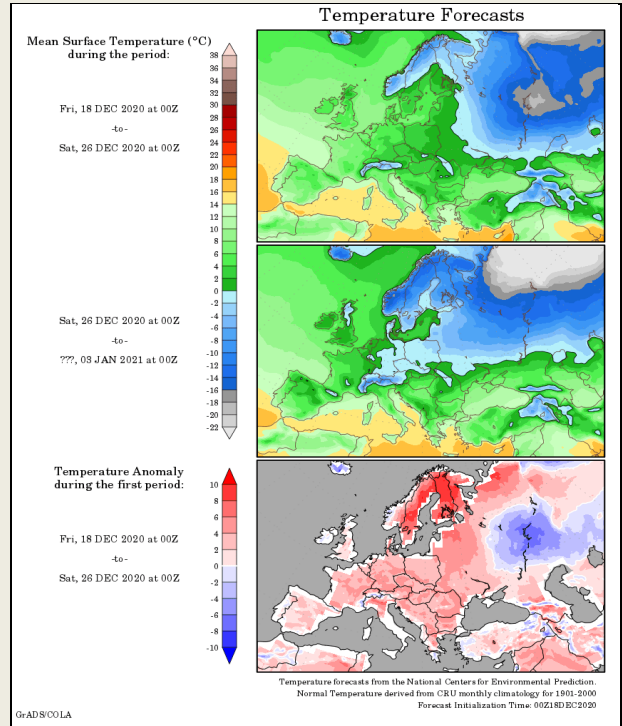 Temperature Forecasts
Mean Surface Temperature (°C)
during the period:
Fri, 18 DEC 2020 at 00Z
-to-
Sat, 26 DEC 2020 at 00Z
38
36
34
32
30
28
26
24
22
20
18
16
14
12
10
8
6
4
2
0
-2
-4
-6
-8
-10
-12
-14
-16
-18
-20
-22
Sat, 26 DEC 2020 at 00Z
-to-
???, 03 JAN 2021 at 00Z
Temperature Anomaly
during the first period:
Fri, 18 DEC 2020 at 00Z
-to-
Sat, 26 DEC 2020 at 00Z
10
8
6
4
2
0
-2
-4
-6
-8
-10
Temperature forecasts from the National Centers for Environmental Prediction.
Normal Temperature derived from CRU monthly climatology for 1901-2000
Forecast Initialization Time: 00Z18DEC2020
GrADS/COLA